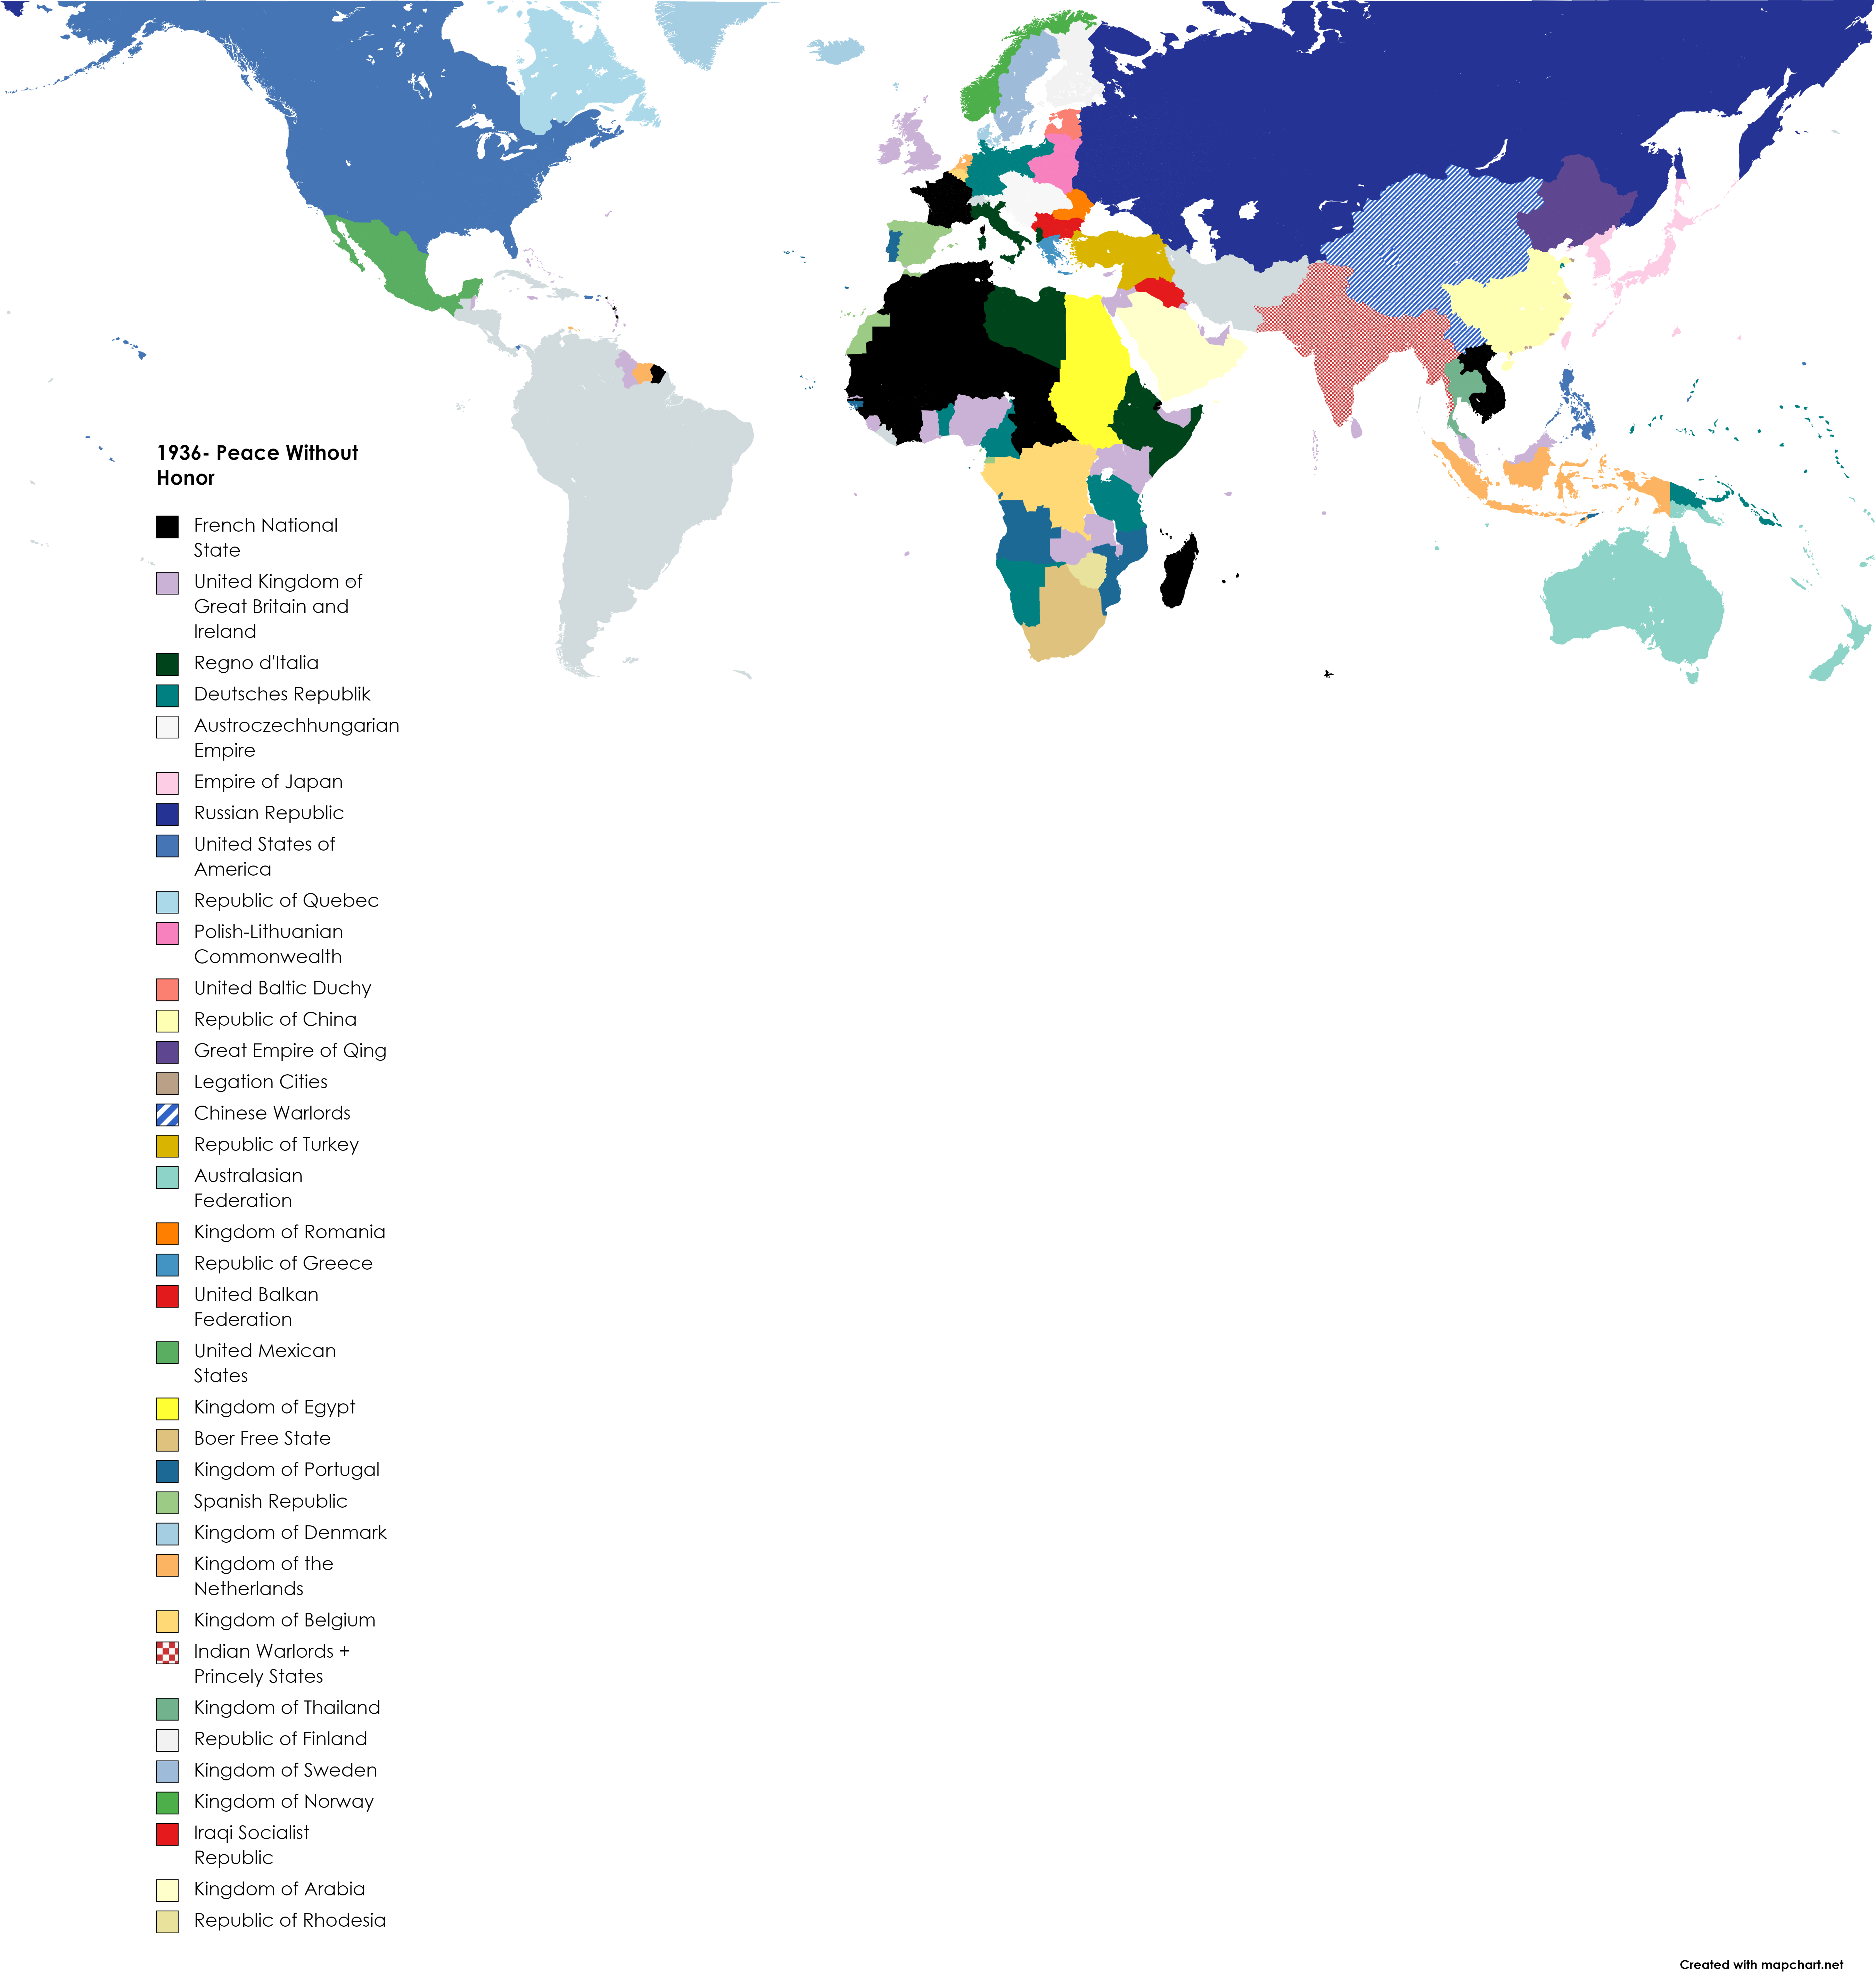 1936- Peace Without
Honor
French National
State
United Kingdom of
Great Britain and
Ireland
Regno d'Italia
Deutsches Republik
Austroczechhungarian
Empire
Empire of Japan
Russian Republic
United States of
America
Republic of Quebec
Polish-Lithuanian
Commonwealth
United Baltic Duchy
Republic of China
Great Empire of Qing
Legation Cities
Chinese Warlords
Republic of Turkey
Australasian
Federation
Kingdom of Romania
Republic of Greece
United Balkan
Federation
United Mexican
States
Kingdom of Egypt
Boer Free State
Kingdom of Portugal
Spanish Republic
Kingdom of Denmark
Kingdom of the
Netherlands
Kingdom of Belgium
Indian Warlords +
Princely States
Kingdom of Thailand
Republic of Finland
Kingdom of Sweden
Kingdom of Norway
Iraqi Socialist
Republic
Kingdom of Arabia
Republic of Rhodesia
Created with mapchart.net